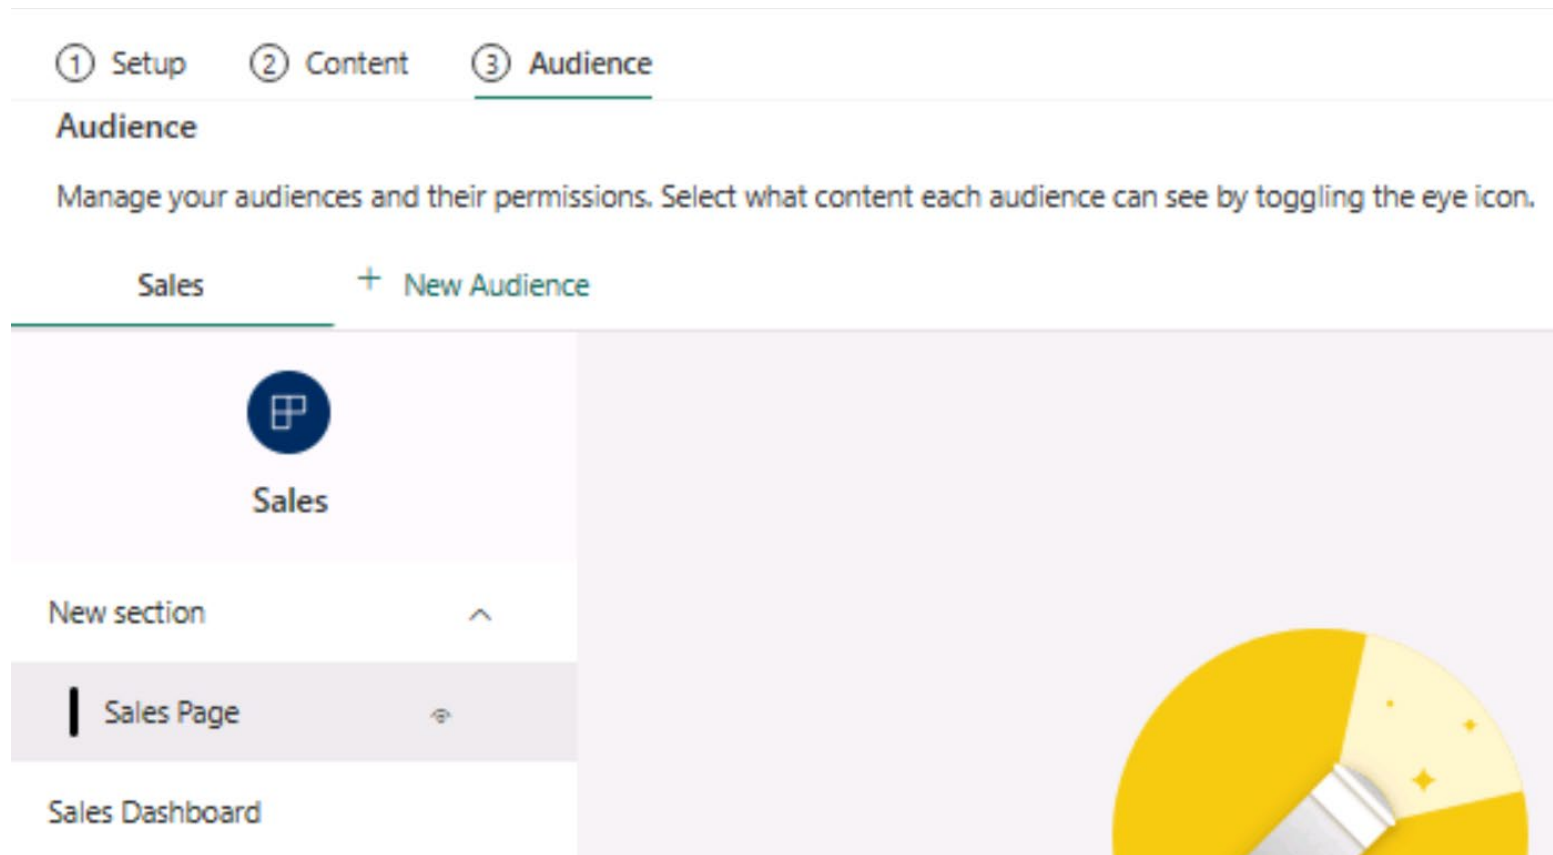 1 Setup 2 Content 3 Audience
Audience
Manage your audiences and their permissions. Select what content each audience can see by toggling the eye icon.
Sales + New Audience
Sales
New section
Sales Page
Sales Dashboard